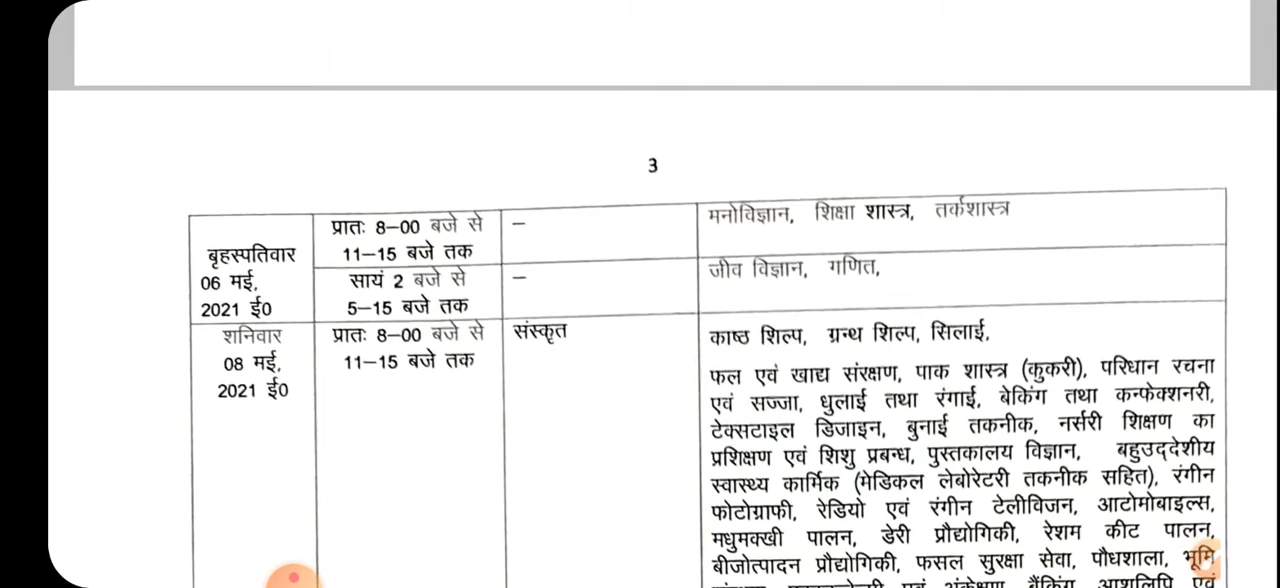 3
बृहस्पतिवार
06 मई,
2021 ई0
प्रातः 8–00 बजे से
11–15 बजे तक
–
मनोविज्ञान, शिक्षा शास्त्र, तर्कशास्त्र
सायं 2 बजे से
5–15 बजे तक
–
जीव विज्ञान, गणित,
शनिवार
08 मई,
2021 ई0
प्रातः 8–00 बजे से
11–15 बजे तक
संस्कृत
काष्ठ शिल्प, ग्रन्थ शिल्प, सिलाई,
फल एवं खाद्य संरक्षण, पाक शास्त्र (कुकरी), परिधान रचना
एवं सज्जा, धुलाई तथा रंगाई, बेकिंग तथा कन्फेक्शनरी,
टेक्सटाइल डिजाइन, बुनाई तकनीक, नर्सरी शिक्षण का
प्रशिक्षण एवं शिशु प्रबन्ध, पुस्तकालय विज्ञान, बहुउद्देशीय
स्वास्थ्य कार्मिक (मेडिकल लेबोरेटरी तकनीक सहित), रंगीन
फोटोग्राफी, रेडियो एवं रंगीन टेलीविजन, आटोमोबाइल्स,
मधुमक्खी पालन, डेरी प्रौद्योगिकी, रेशम कीट पालन,
बीजोत्पादन प्रौद्योगिकी, फसल सुरक्षा सेवा, पौधशाला, भूमि
एवं बैंकिंग, आशुलिपि एवं